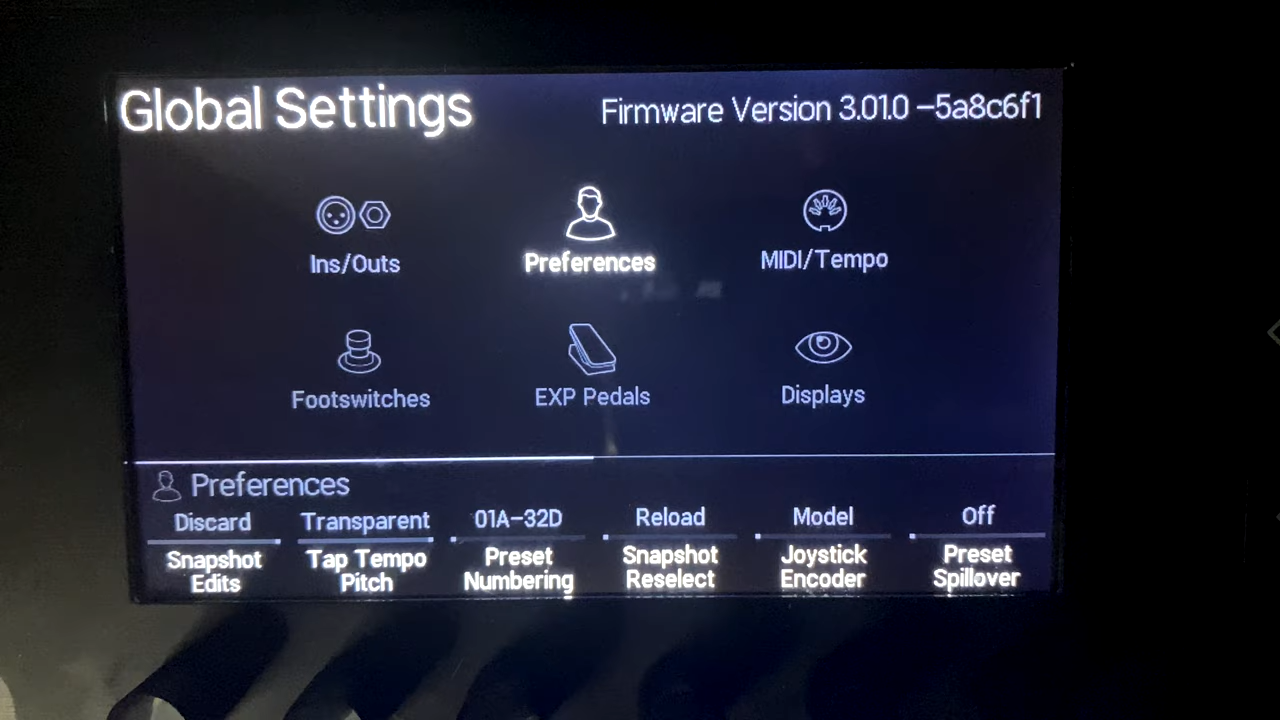 Global Settings
Firmware Version 3.01.0 –5a8c6f1
Ins/Outs
Preferences
MIDI/Tempo
Footswitches
EXP Pedals
Displays
Preferences
Discard
Transparent
01A–32D
Reload
Model
Off
Snapshot
Edits
Tap Tempo
Pitch
Preset
Numbering
Snapshot
Reselect
Joystick
Encoder
Preset
Spillover